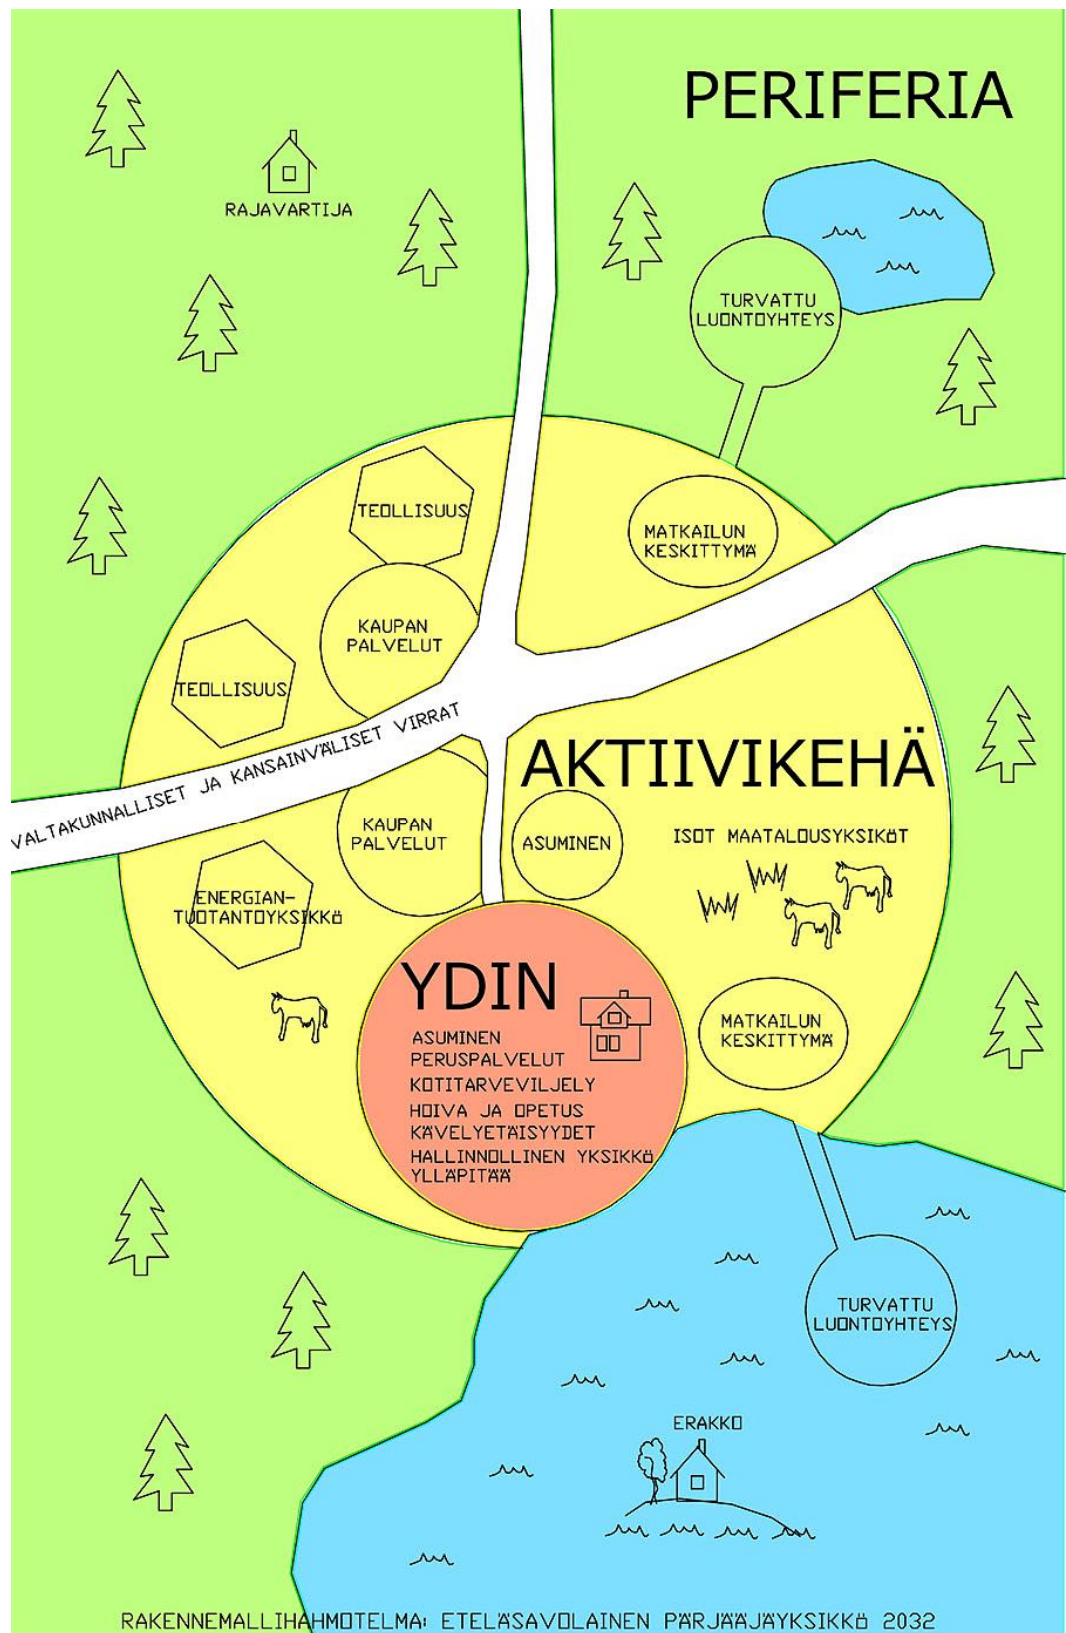 PERIFERIA
RAJAVARTIJA
TURVATTU
LUONTOYHTEYS
TEOLLISUUS
MATKAILUN
KESKITTYMÄ
KAUPAN
PALVELUT
TEOLLISUUS
VALTAKUNNALLISET JA KANSAINVÄLISET VIRRAT
AKTIIVIKEHÄ
KAUPAN
PALVELUT
ASUMINEN
ISOT MAATALOUSYKSIKÖT
ENERGIAN-
TUOTANTOYKSIKKÖ
YDIN
ASUMINEN
PERUSPALVELUT
KOTITARVEVILJELY
HOIVA JA OPETUS
KÄVELYETÄISYYDET
HALLINNOLLINEN YKSIKKÖ
YLLÄPITÄÄ
MATKAILUN
KESKITTYMÄ
TURVATTU
LUONTOYHTEYS
ERAKKO
RAKENNEMALLIHAHMOTELMA: ETELÄSAVOLAINEN PÄRJÄÄJÄYKSIKKÖ 2032